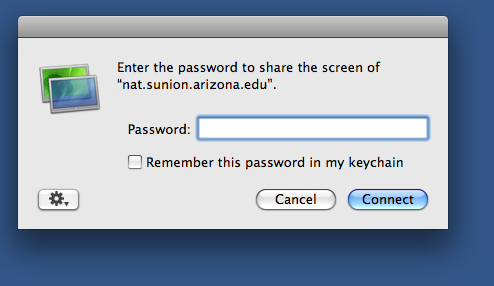 Enter the password to share the screen of
“nat.sunion.arizona.edu”.
Password:
Remember this password in my keychain
Cancel
Connect